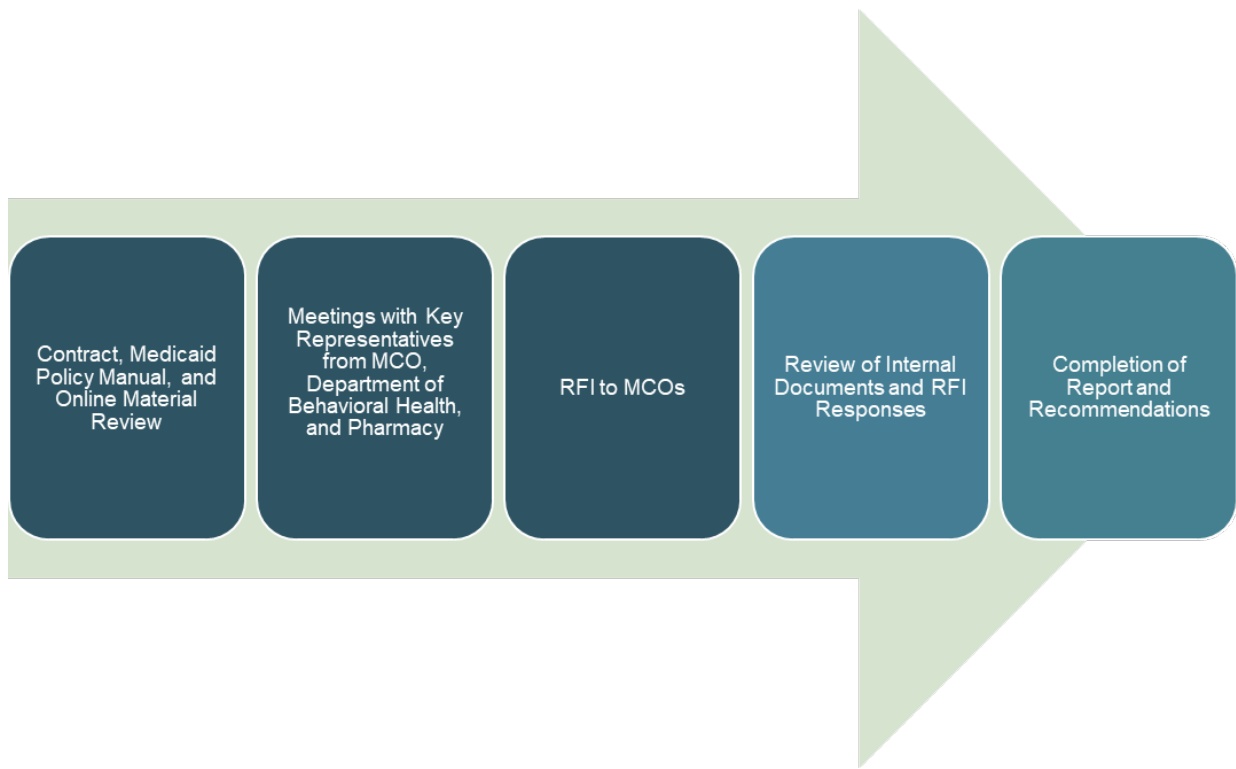 Contract, Medicaid
Policy Manual, and
Online Material
Review
Meetings with Key
Representatives
from MCO,
Department of
Behavioral Health,
and Pharmacy
RFI to MCOs
Review of Internal
Documents and RFI
Responses
Completion of
Report and
Recommendations